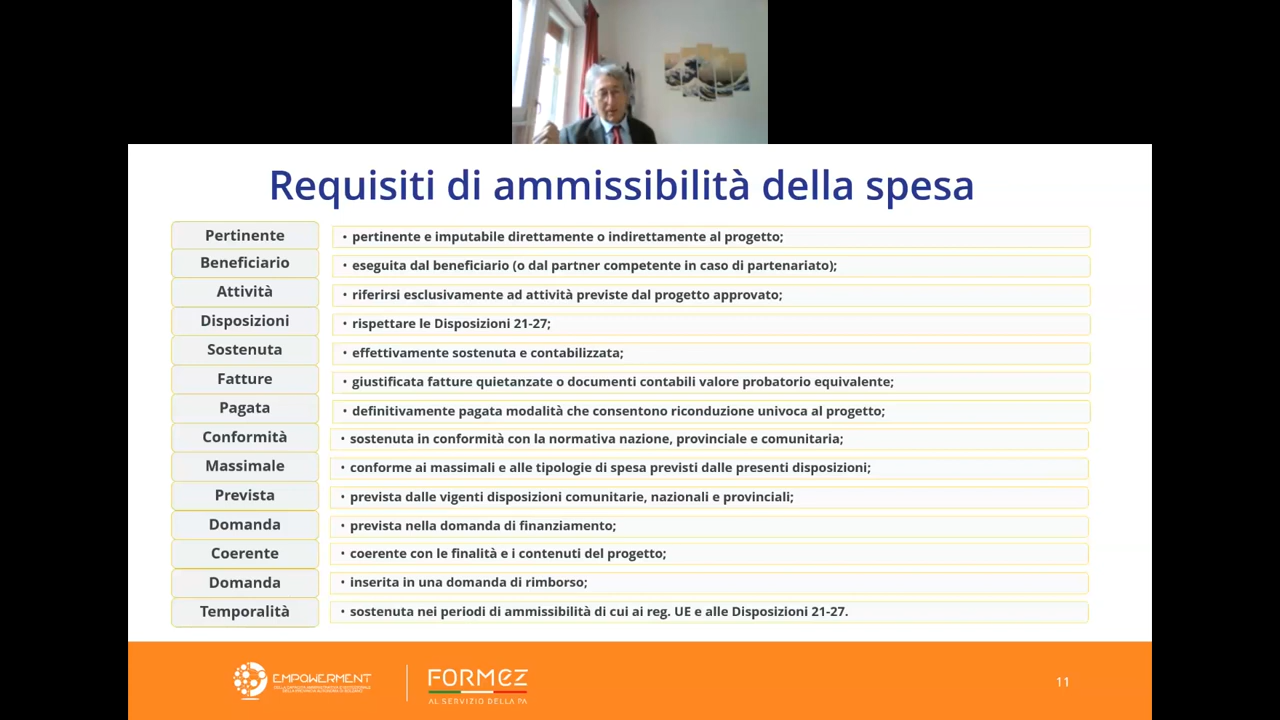 Requisiti di ammissibilità della spesa
Pertinente
• pertinente e imputabile direttamente o indirettamente al progetto;
Beneficiario
• eseguita dal beneficiario (o dal partner competente in caso di partenariato);
Attività
• riferirsi esclusivamente ad attività previste dal progetto approvato;
Disposizioni
• rispettare le Disposizioni 21-27;
Sostenuta
• effettivamente sostenuta e contabilizzata;
Fatture
• giustificata fatture quietanzate o documenti contabili valore probatorio equivalente;
Pagata
• definitivamente pagata modalità che consentono riconduzione univoca al progetto;
Conformità
• sostenuta in conformità con la normativa nazione, provinciale e comunitaria;
Massimale
• conforme ai massimali e alle tipologie di spesa previsti dalle presenti disposizioni;
Prevista
• prevista dalle vigenti disposizioni comunitarie, nazionali e provinciali;
Domanda
• prevista nella domanda di finanziamento;
Coerente
• coerente con le finalità e i contenuti del progetto;
Domanda
• inserita in una domanda di rimborso;
Temporalità
• sostenuta nei periodi di ammissibilità di cui ai reg. UE e alle Disposizioni 21-27.
EMPOWERMENT
FORMEZ
AL SERVIZIO DELLA PA
11